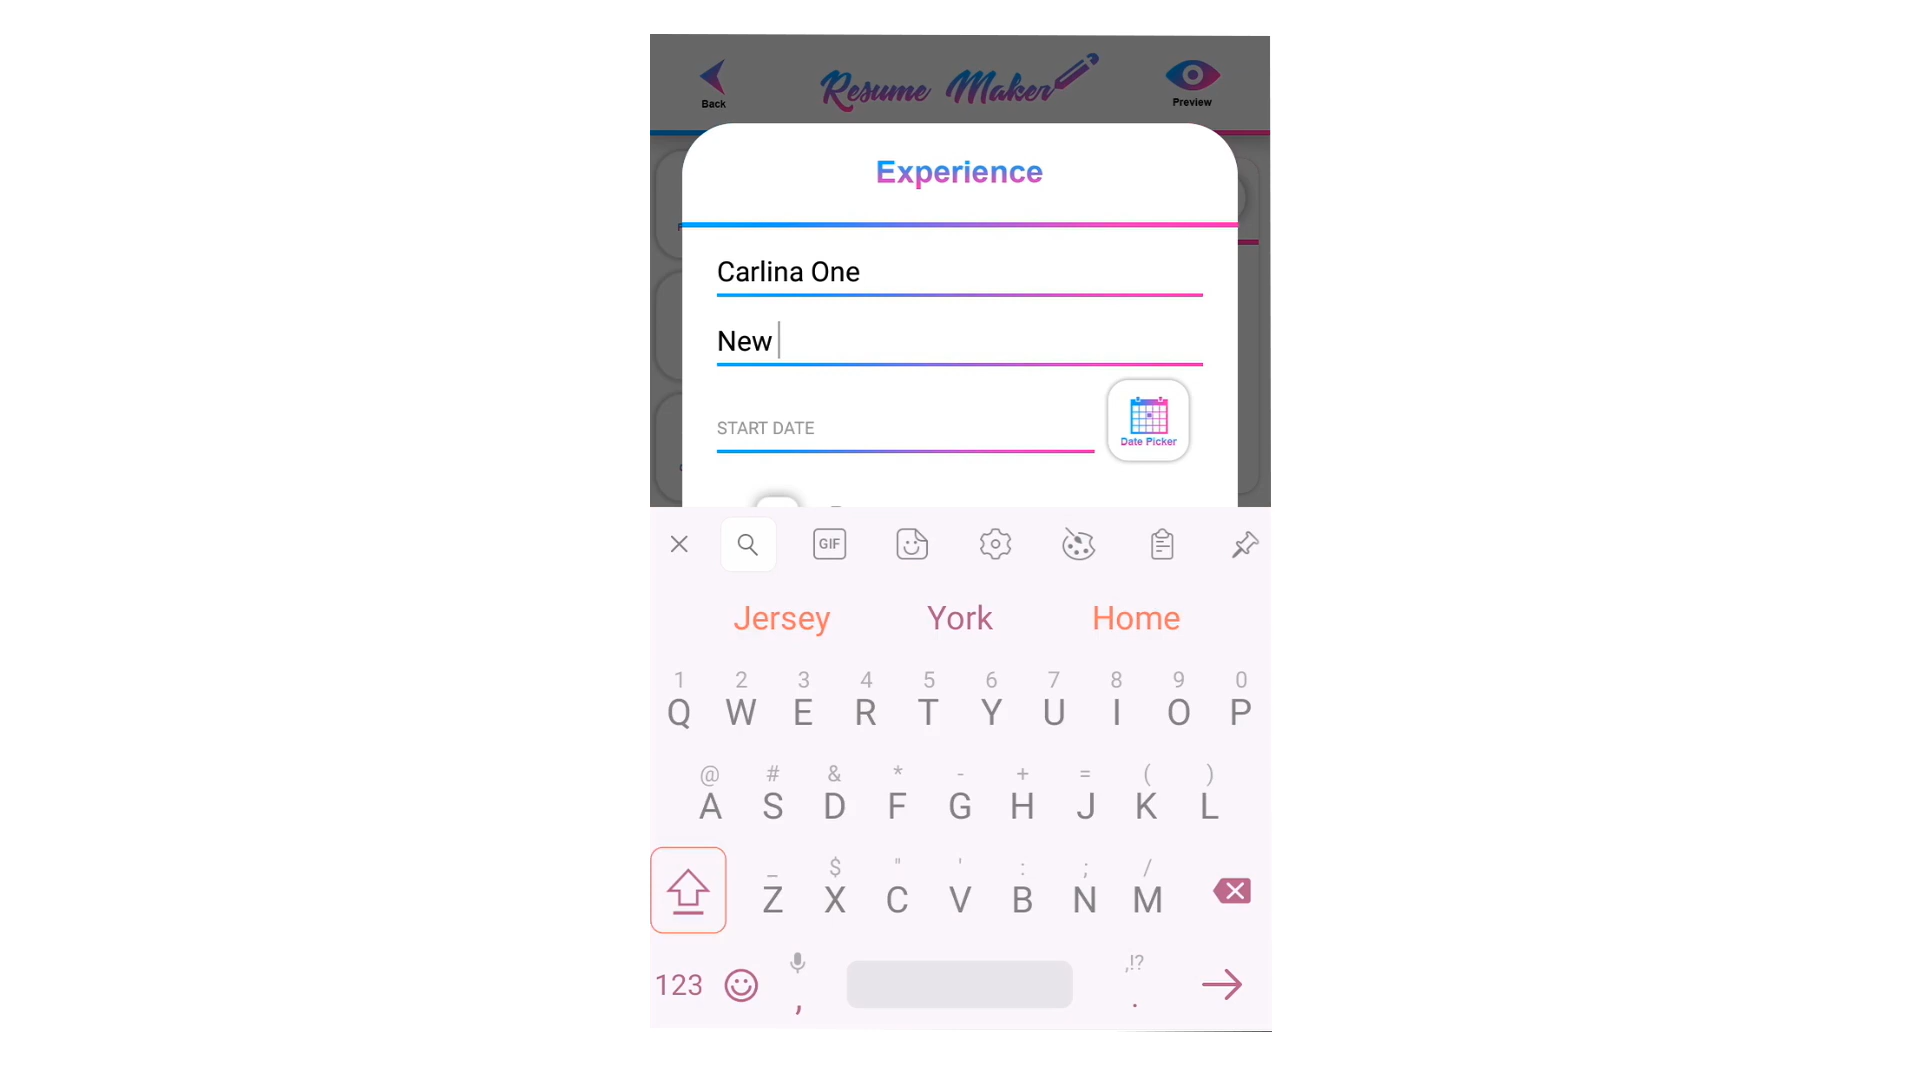 Back
Resume Maker
Preview
Experience
Carlina One
New
START DATE
Date Picker
GIF
Jersey York Home
1 2 3 4 5 6 7 8 9 0
Q W E R T Y U I O P
@ # & * - + = ( )
A S D F G H J K L
_ $ " ' : ; /
Z X C V B N M
,!?
123 , .